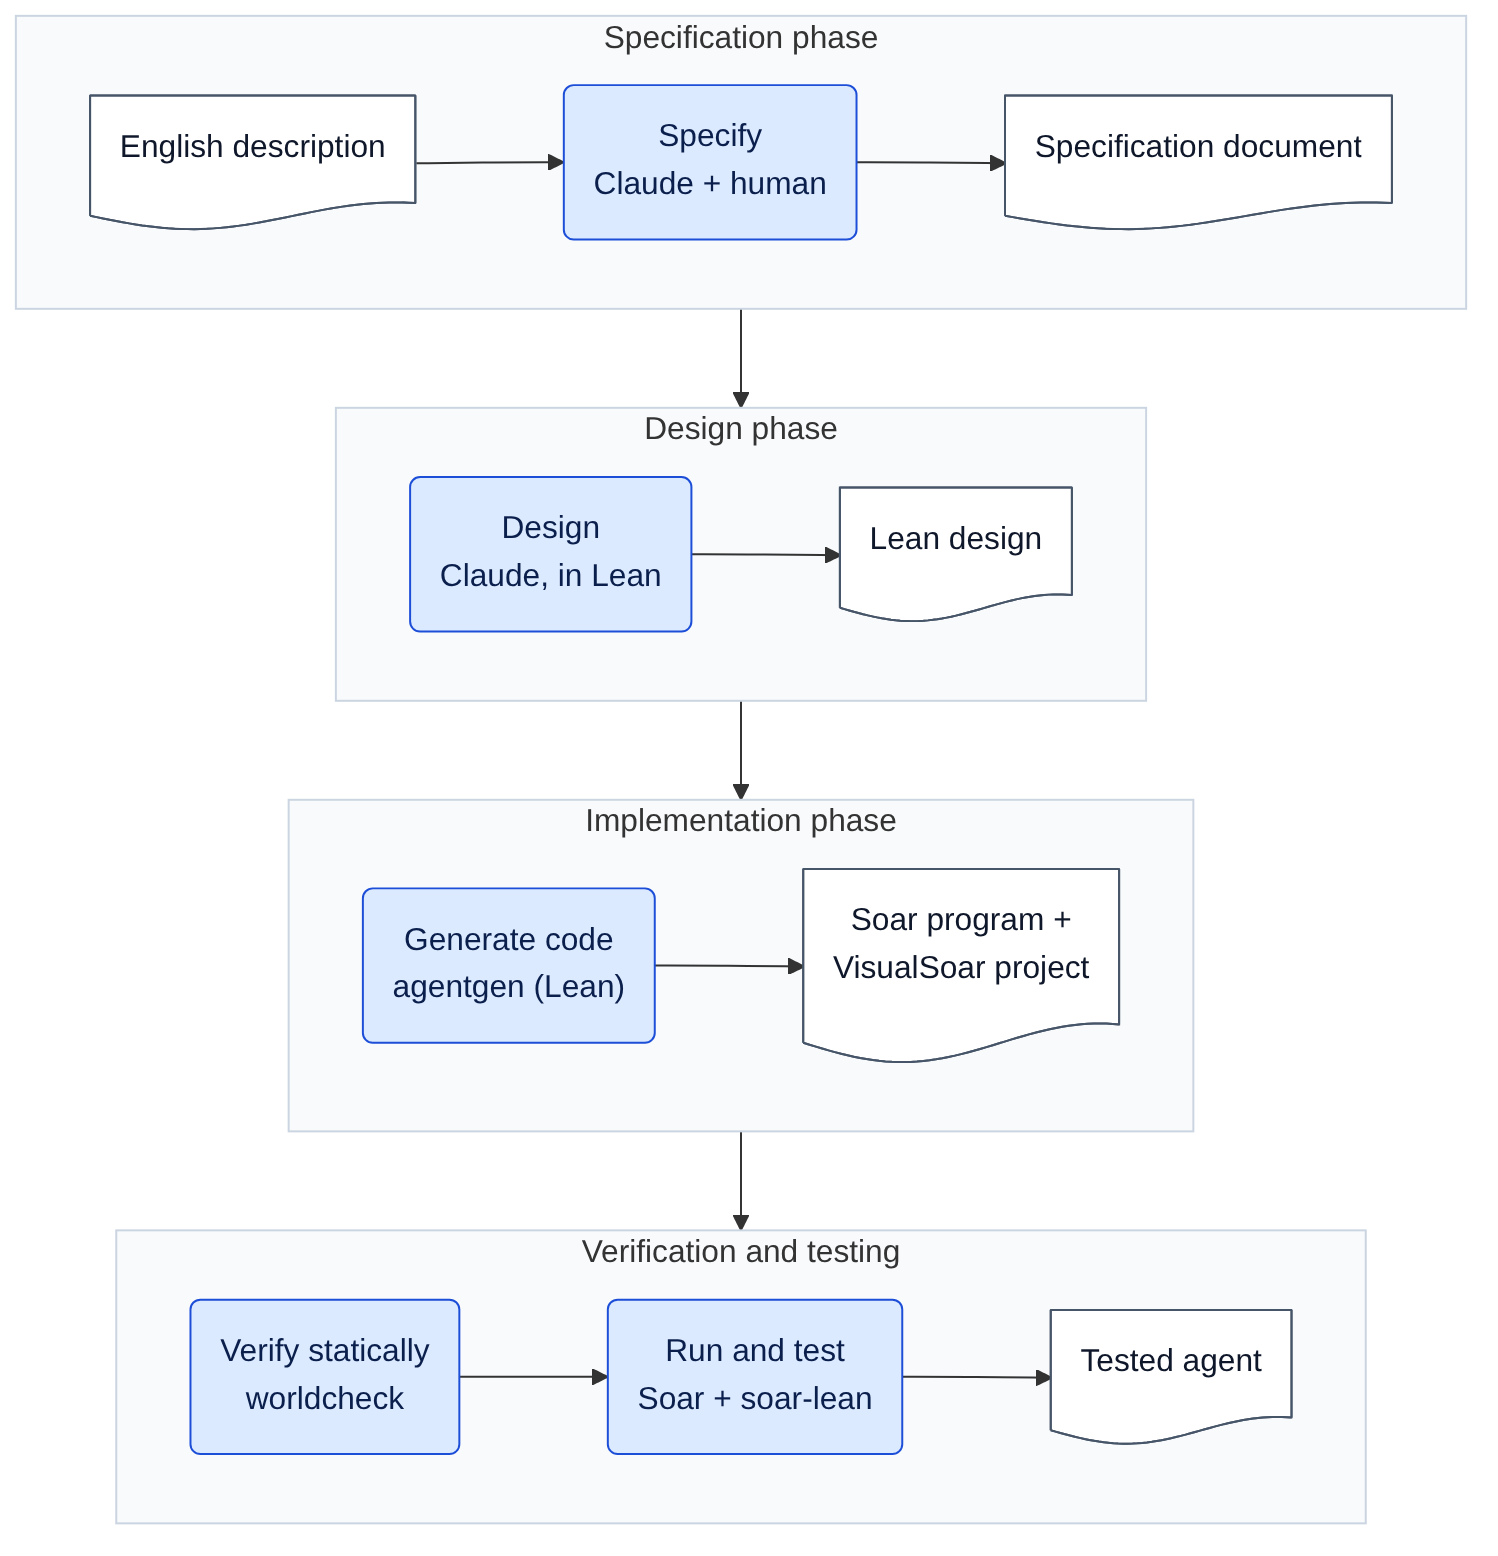 Specification phase
English description
Specify
Claude + human
Specification document
Design phase
Design
Claude, in Lean
Lean design
Implementation phase
Generate code
agentgen (Lean)
Soar program +
VisualSoar project
Verification and testing
Verify statically
worldcheck
Run and test
Soar + soar-lean
Tested agent